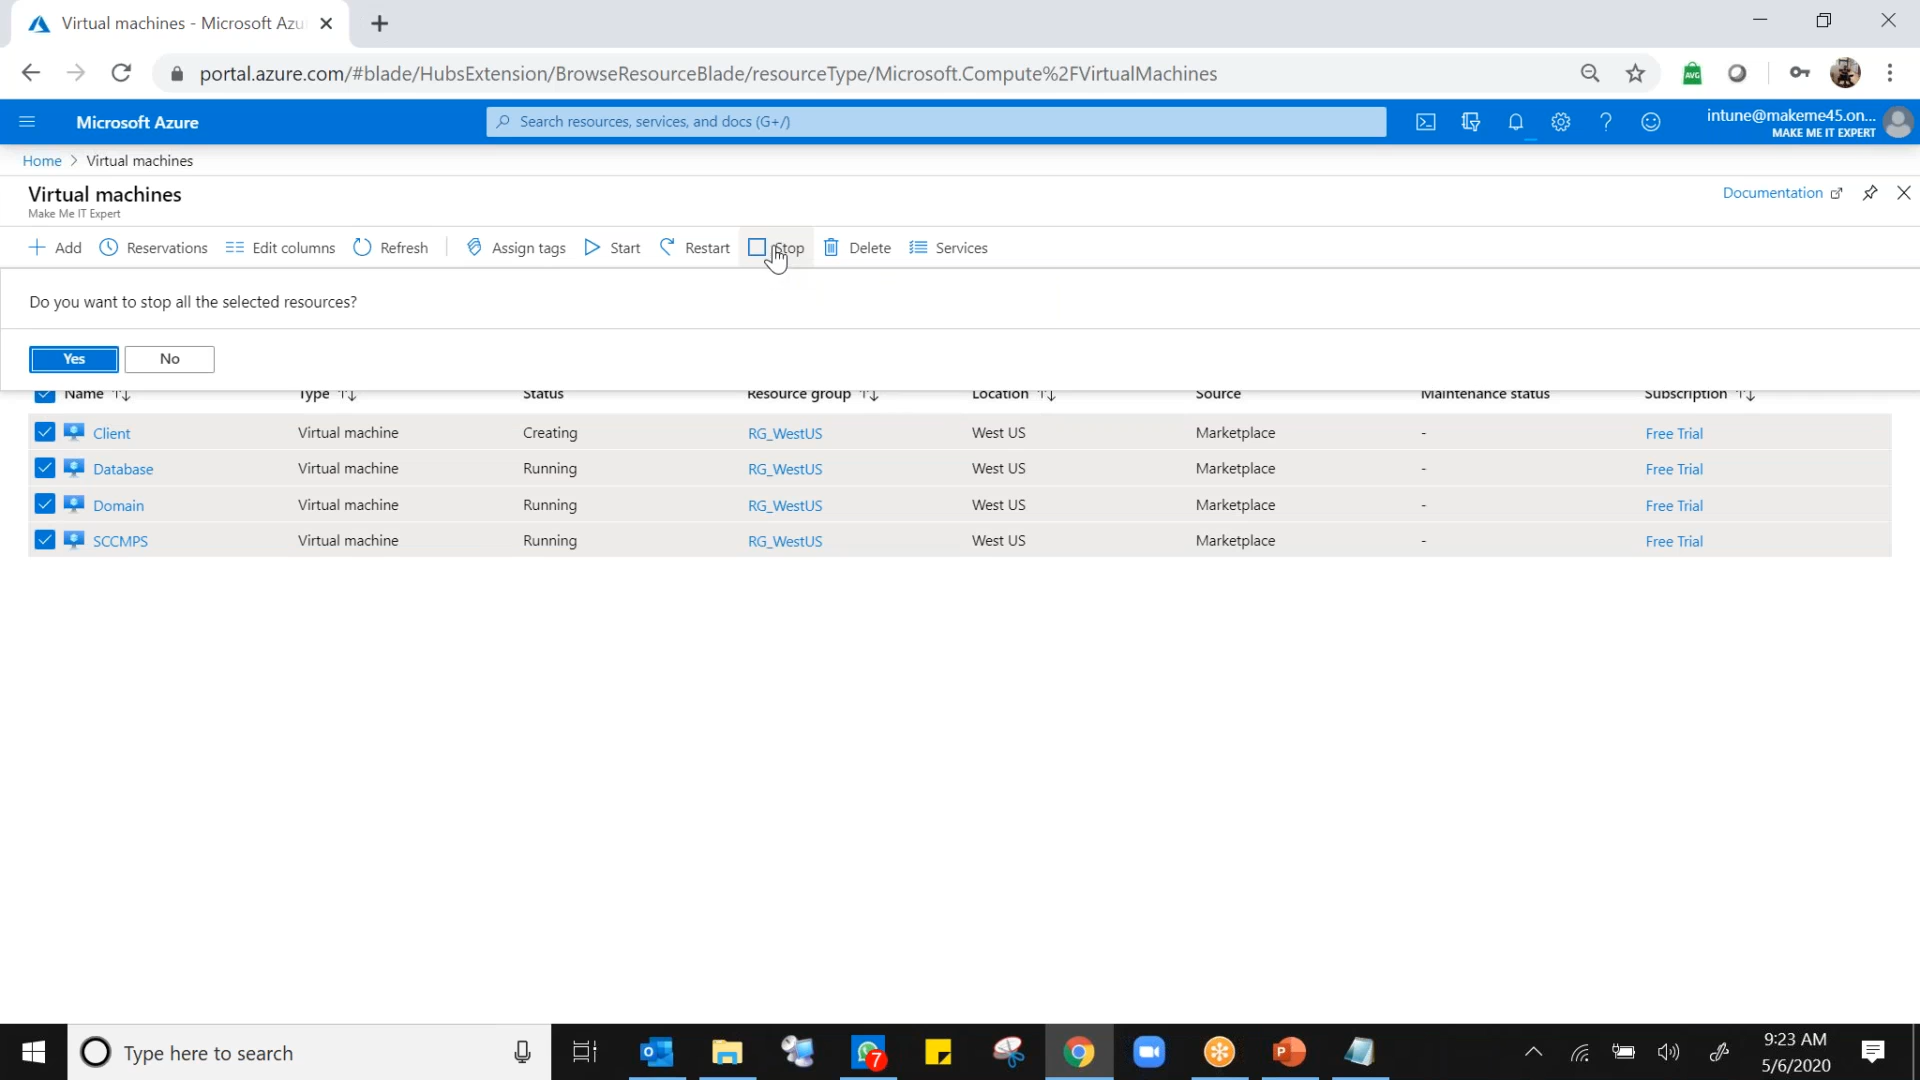 Virtual machines - Microsoft Azu
portal.azure.com/#blade/HubsExtension/BrowseResourceBlade/resourceType/Microsoft.Compute%2FVirtualMachines
AVG
Microsoft Azure
Search resources, services, and docs (G+/)
intune@makeme45.on...
MAKE ME IT EXPERT
Home > Virtual machines
Virtual machines
Make Me IT Expert
Documentation
Add Reservations Edit columns Refresh Assign tags Start Restart Stop Delete Services
Do you want to stop all the selected resources?
Yes No
Name Type Status Resource group Location Source Maintenance status Subscription
Client Virtual machine Creating RG_WestUS West US Marketplace - Free Trial
Database Virtual machine Running RG_WestUS West US Marketplace - Free Trial
Domain Virtual machine Running RG_WestUS West US Marketplace - Free Trial
SCCMPS Virtual machine Running RG_WestUS West US Marketplace - Free Trial
Type here to search
7
9:23 AM
5/6/2020